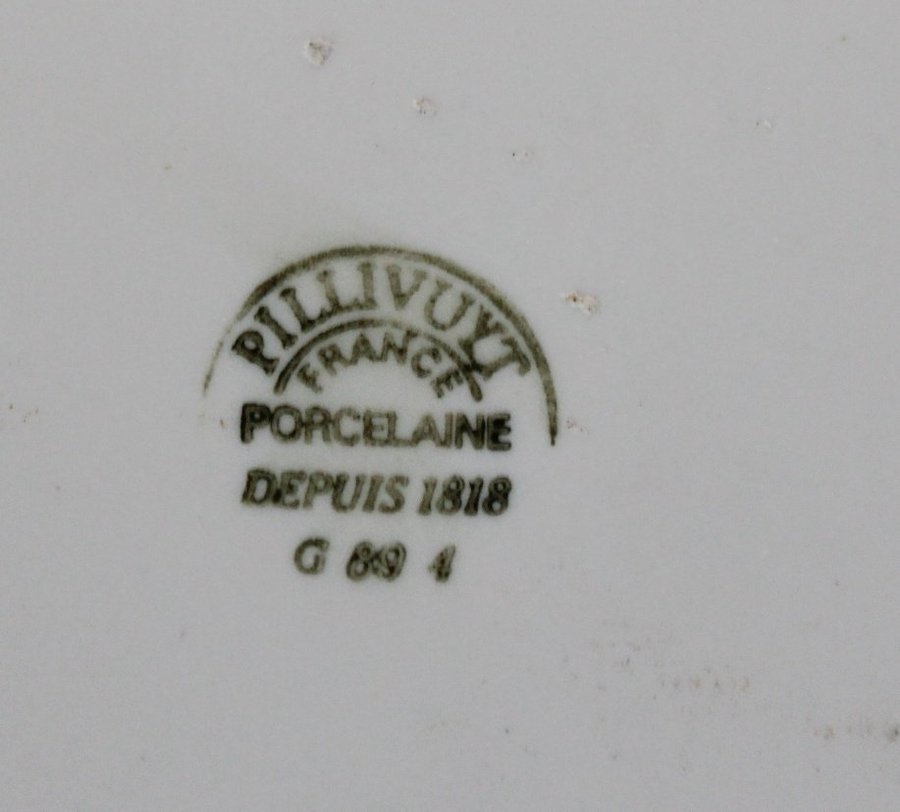 PILLIVUYT
FRANCE
PORCELAINE
DEPUIS 1818
G 89 4